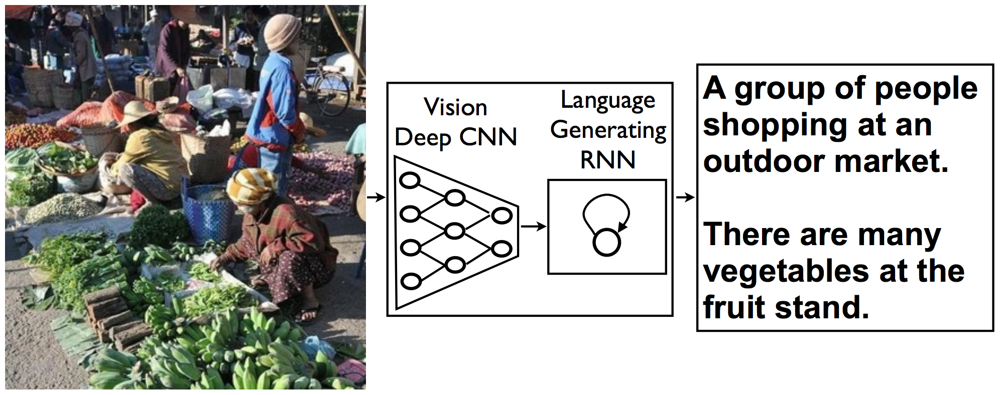 Vision
Deep CNN
Language
Generating
RNN
A group of people
shopping at an
outdoor market.
There are many
vegetables at the
fruit stand.